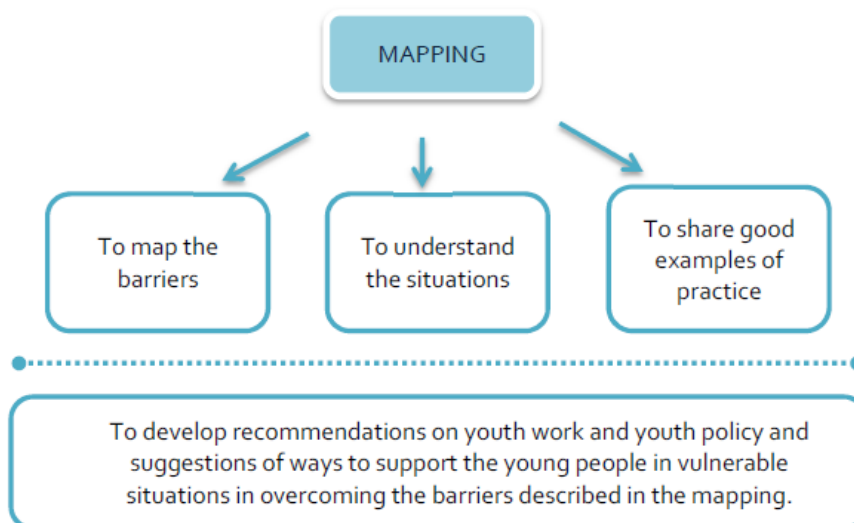 MAPPING
To map the
barriers
To understand
the situations
To share good
examples of
practice
To develop recommendations on youth work and youth policy and
suggestions of ways to support the young people in vulnerable
situations in overcoming the barriers described in the mapping.